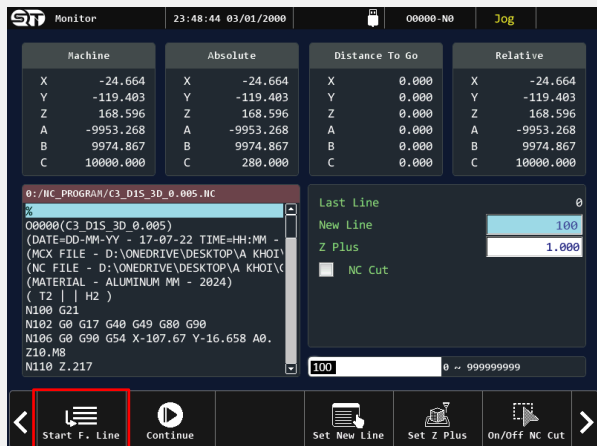 ST Monitor 23:48:44 03/01/2000 O0000-N0 Jog
Machine Absolute Distance To Go Relative
X -24.664 X -24.664 X 0.000 X -24.664
Y -119.403 Y -119.403 Y 0.000 Y -119.403
Z 168.596 Z 168.596 Z 0.000 Z 168.596
A -9953.268 A -9953.268 A 0.000 A -9953.268
B 9974.867 B 9974.867 B 0.000 B 9974.867
C 10000.000 C 280.000 C 0.000 C 10000.000
0:/NC_PROGRAM/C3_D1S_3D_0.005.NC
%
O0000(C3_D1S_3D_0.005)
(DATE=DD-MM-YY - 17-07-22 TIME=HH:MM -
(MCX FILE - D:\ONEDRIVE\DESKTOP\A KHOI\
(NC FILE - D:\ONEDRIVE\DESKTOP\A KHOI\
(MATERIAL - ALUMINUM MM - 2024)
( T2 | | H2 )
N100 G21
N102 G0 G17 G40 G49 G80 G90
N106 G0 G90 G54 X-107.67 Y-16.658 A0.
Z10.M8
N110 Z.217
Last Line 0
New Line 100
Z Plus 1.000
NC Cut
100 0 ~ 999999999
Start F. Line Continue Set New Line Set Z Plus On/Off NC Cut